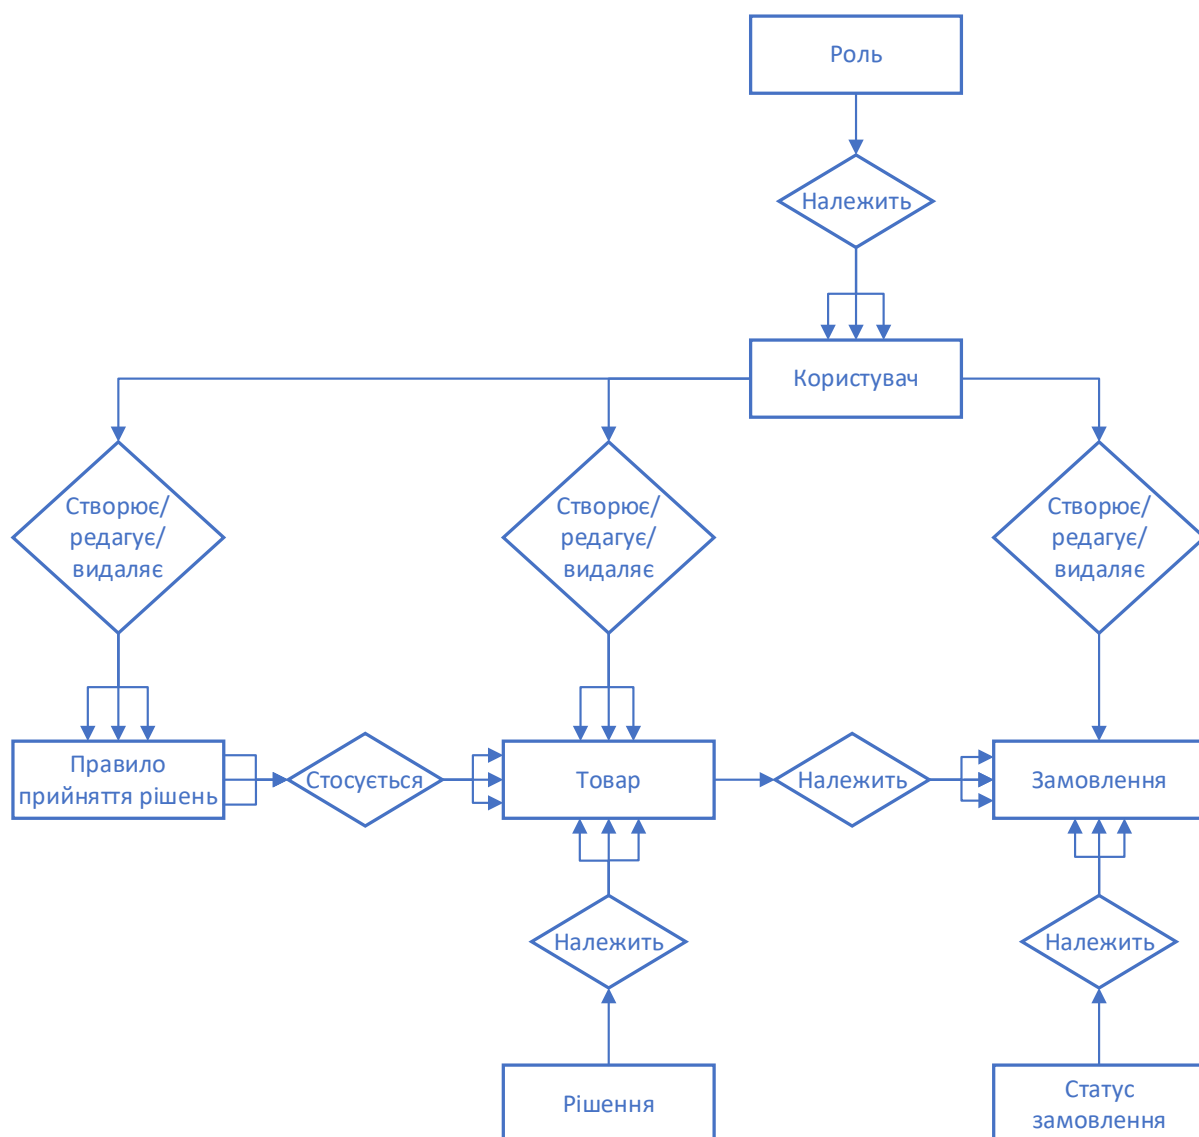 Роль
Належить
Користувач
Створює/
редагує/
видаляє
Створює/
редагує/
видаляє
Створює/
редагує/
видаляє
Правило
прийняття рішень
Стосується
Товар
Належить
Замовлення
Належить
Належить
Рішення
Статус
замовлення